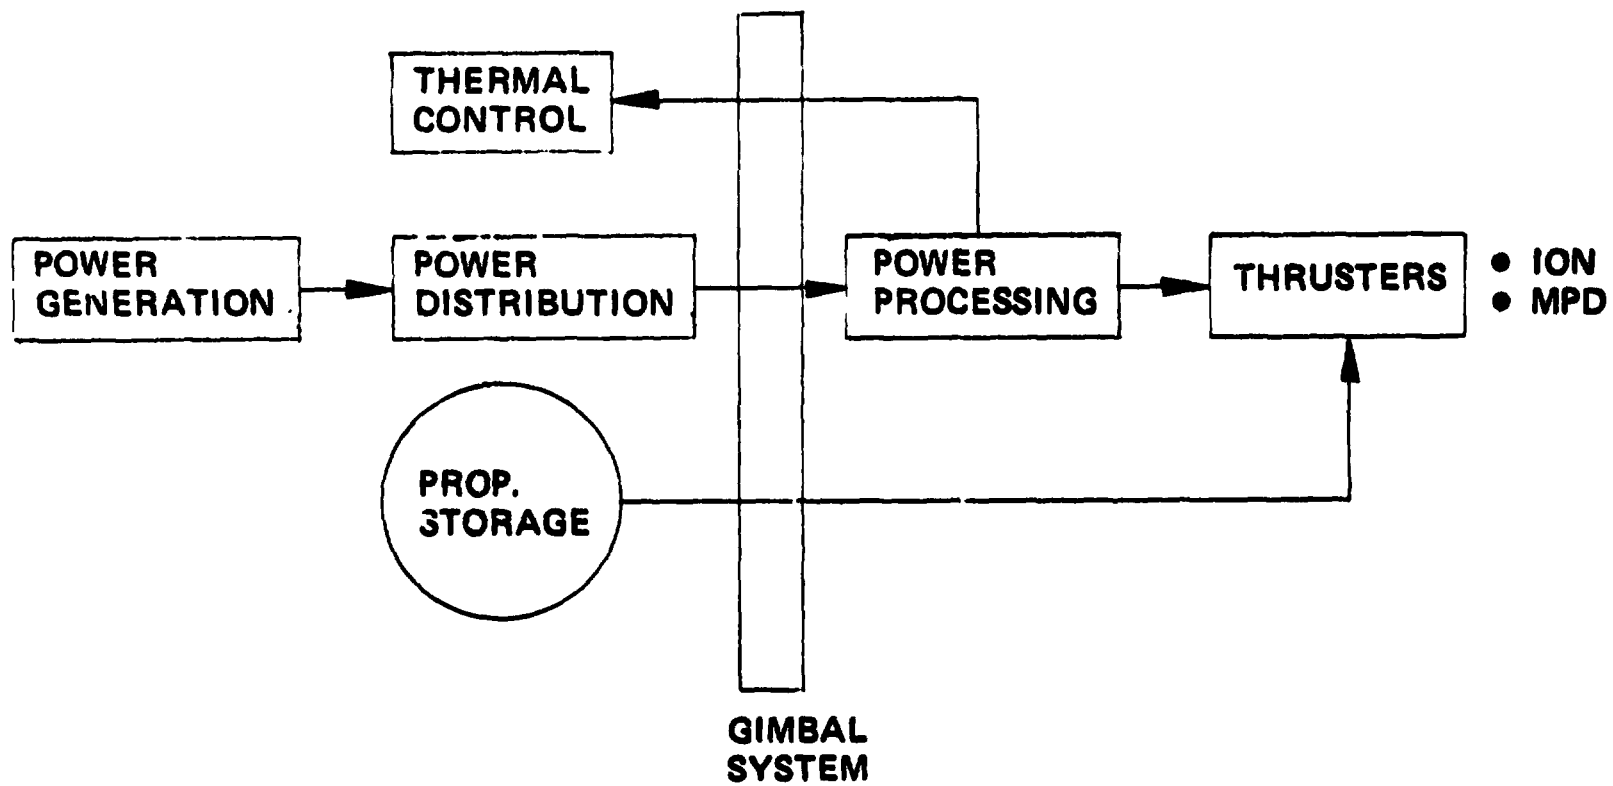 THERMAL
CONTROL
POWER
GENERATION
POWER
DISTRIBUTION
POWER
PROCESSING
THRUSTERS
● ION
● MPD
PROP.
STORAGE
GIMBAL
SYSTEM